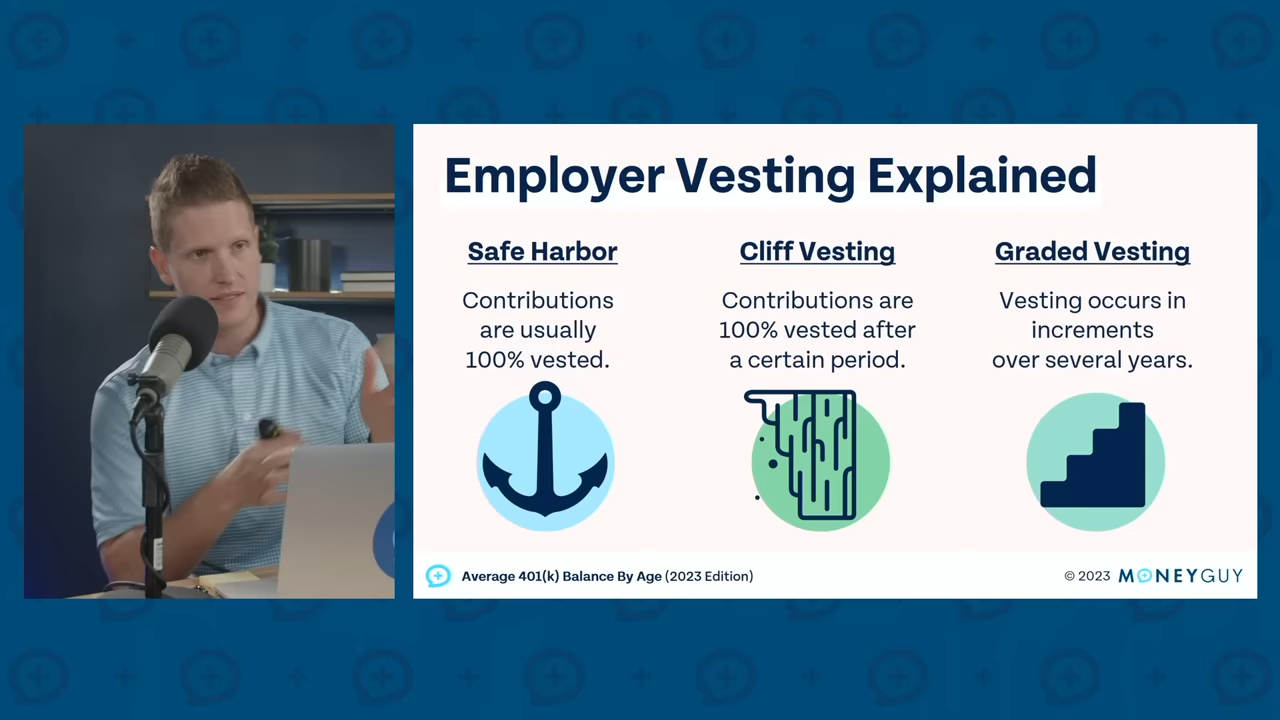 Employer Vesting Explained
Safe Harbor
Contributions
are usually
100% vested.
Cliff Vesting
Contributions are
100% vested after
a certain period.
Graded Vesting
Vesting occurs in
increments
over several years.
Average 401(k) Balance By Age (2023 Edition)
© 2023 MONEYGUY